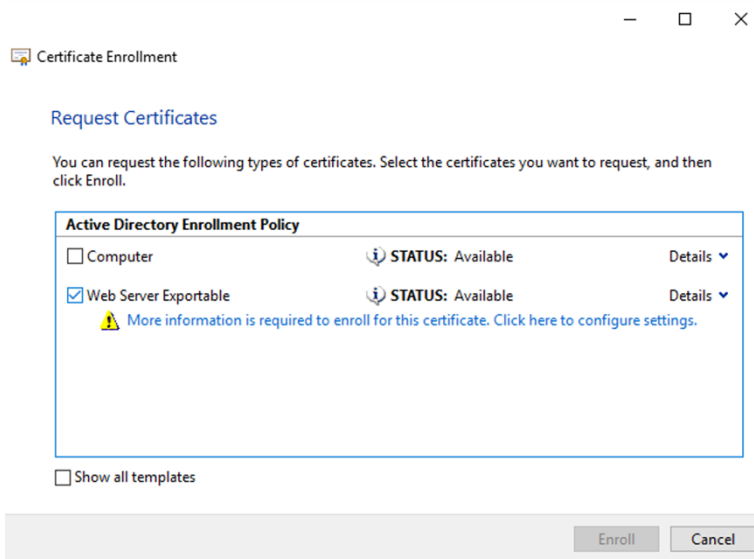 Certificate Enrollment
Request Certificates
You can request the following types of certificates. Select the certificates you want to request, and then
click Enroll.
Active Directory Enrollment Policy
Computer STATUS: Available Details
Web Server Exportable STATUS: Available Details
More information is required to enroll for this certificate. Click here to configure settings.
Show all templates
Enroll Cancel